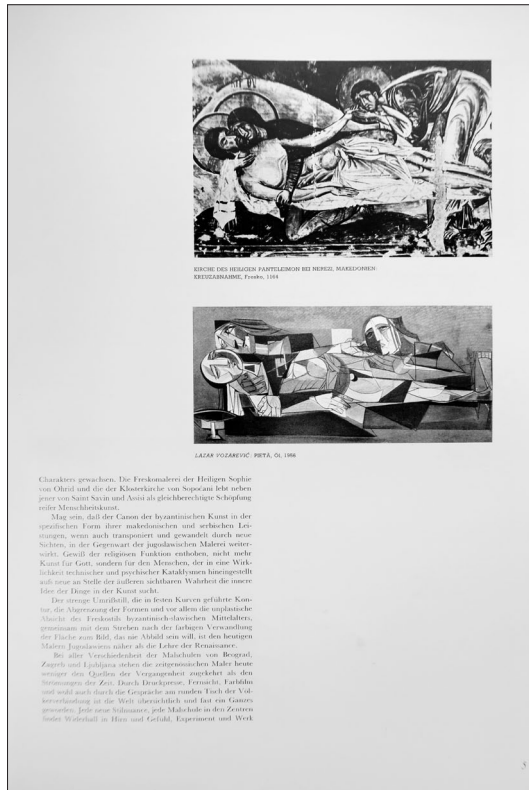 KIRCHE DES HEILIGEN PANTELEIMON BEI NEREZI, MAKEDONIEN:
KREUZABNAHME, Fresko, 1164
LAZAR VOZAREVIĆ: PIETÀ, Öl, 1956
Charakters gewachsen. Die Freskomalerei der Heiligen Sophie
von Ohrid und die der Klosterkirche von Sopoćani lebt neben
jener von Saint Savin und Assisi als gleichberechtigte Schöpfung
reifer Menschheitskunst.
Mag sein, daß der Canon der byzantinischen Kunst in der
spezifischen Form ihrer makedonischen und serbischen Lei-
stungen, wenn auch transponiert und gewandelt durch neue
Sichten, in der Gegenwart der jugoslawischen Malerei weiter-
wirkt. Gewiß der religiösen Funktion enthoben, nicht mehr
Kunst für Gott, sondern für den Menschen, der in eine Wirk-
lichkeit technischer und psychischer Kataklysmen hineingestellt
aufs neue an Stelle der äußeren sichtbaren Wahrheit die innere
Idee der Dinge in der Kunst sucht.
Der strenge Umrißstill, die in festen Kurven geführte Kon-
tur, die Abgrenzung der Formen und vor allem die unplastische
Absicht des Freskostils byzantinisch-slawischen Mittelalters,
gemeinsam mit dem Streben nach der farbigen Verwandlung
der Fläche zum Bild, das nie Abbild sein will, ist den heutigen
Malern Jugoslawiens näher als die Lehre der Renaissance.
Bei aller Verschiedenheit der Malschulen von Beograd,
Zagreb und Ljubljana stehen die zeitgenössischen Maler heute
weniger den Quellen der Vergangenheit zugekehrt als den
Strömungen der Zeit. Durch Druckpresse, Fernsicht, Farbfilm
und wohl auch durch die Gespräche am runden Tisch der Völ-
kerverständigung ist die Welt übersichtlich und fast ein Ganzes
geworden. Jede neue Stilnuance, jede Malschule in den Zentren
findet Widerhall in Hirn und Gefühl, Experiment und Werk
5